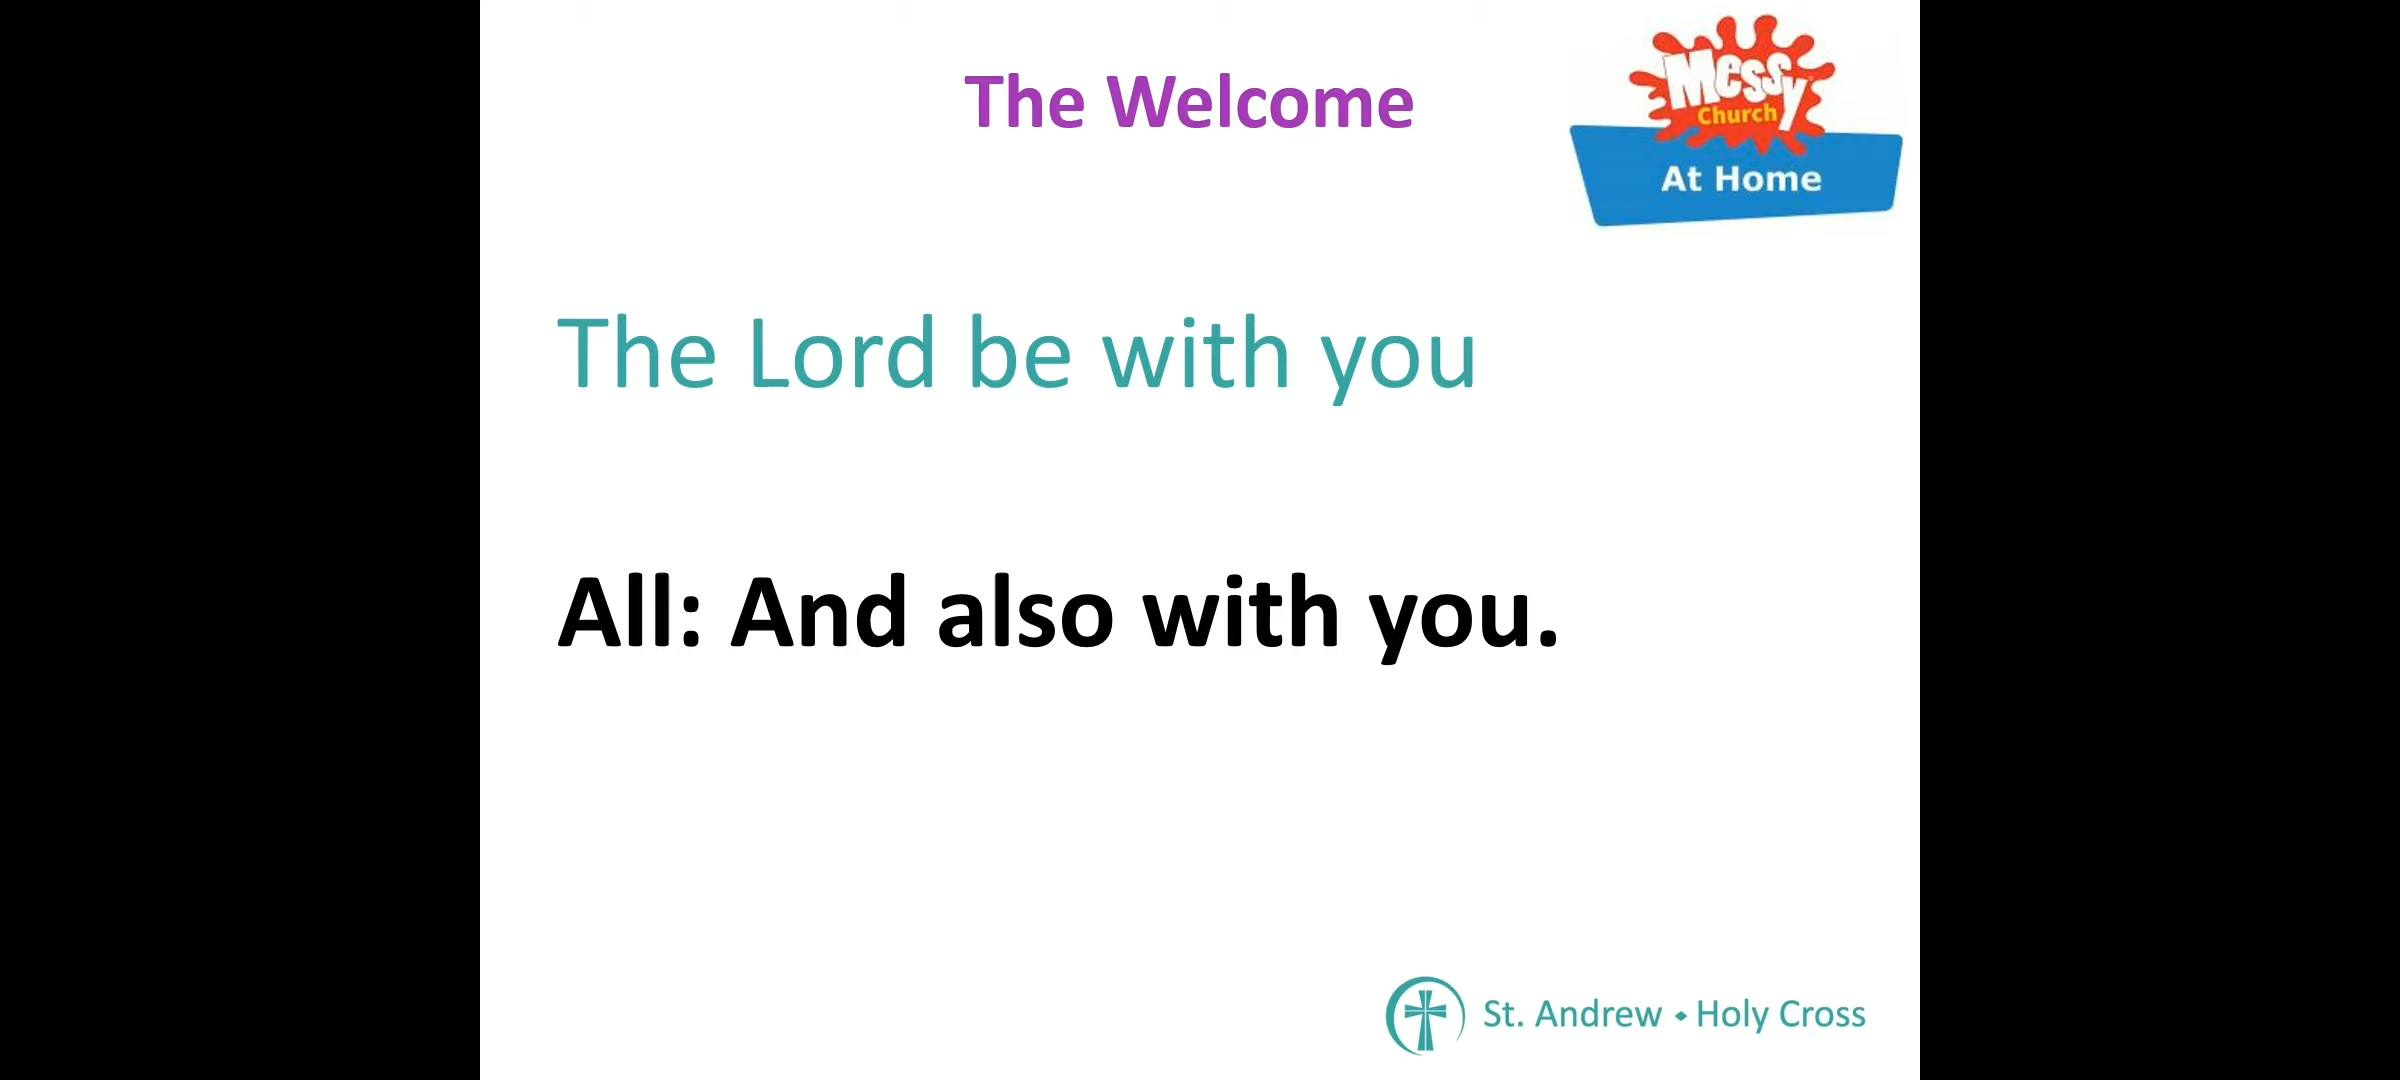 The Welcome
Messy
Church
At Home
The Lord be with you
All: And also with you.
St. Andrew • Holy Cross